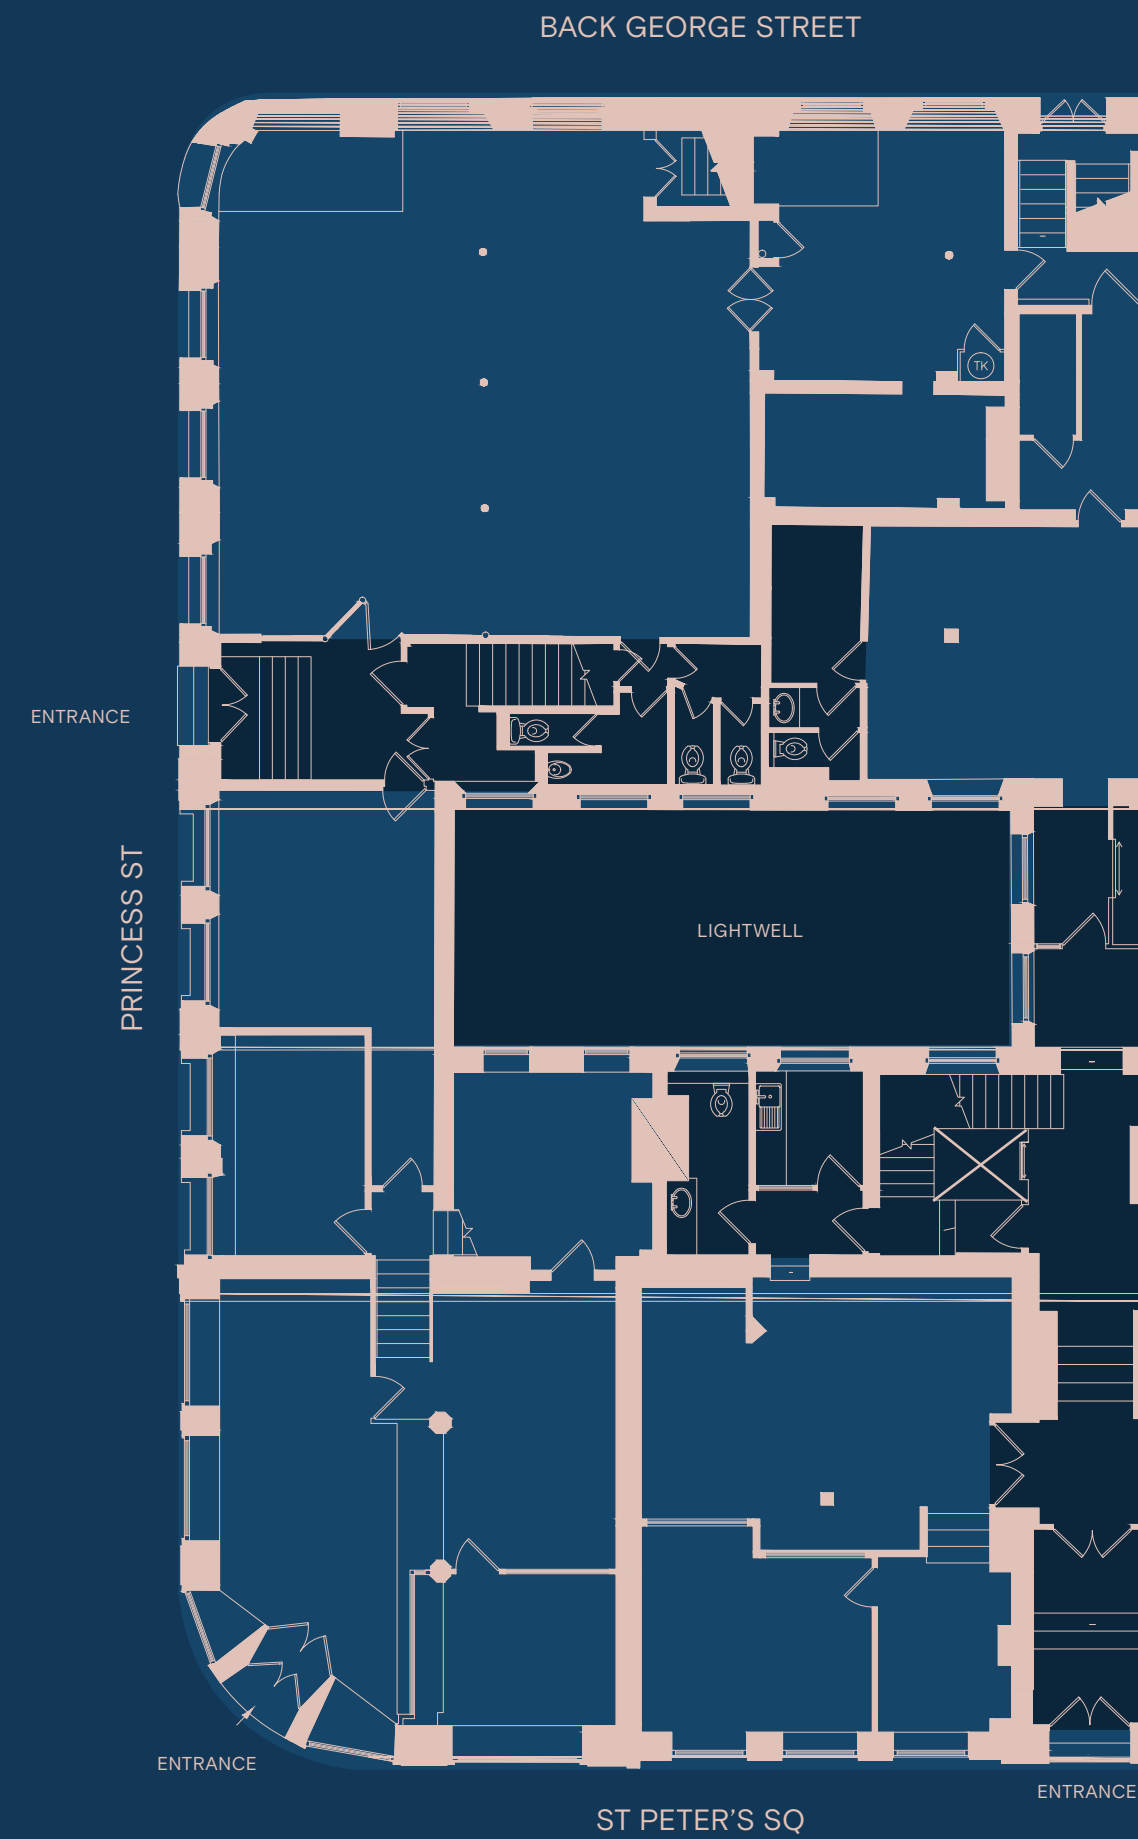 BACK GEORGE STREET
TK
ENTRANCE
PRINCESS ST
LIGHTWELL
ENTRANCE
ENTRANCE
ST PETER’S SQ